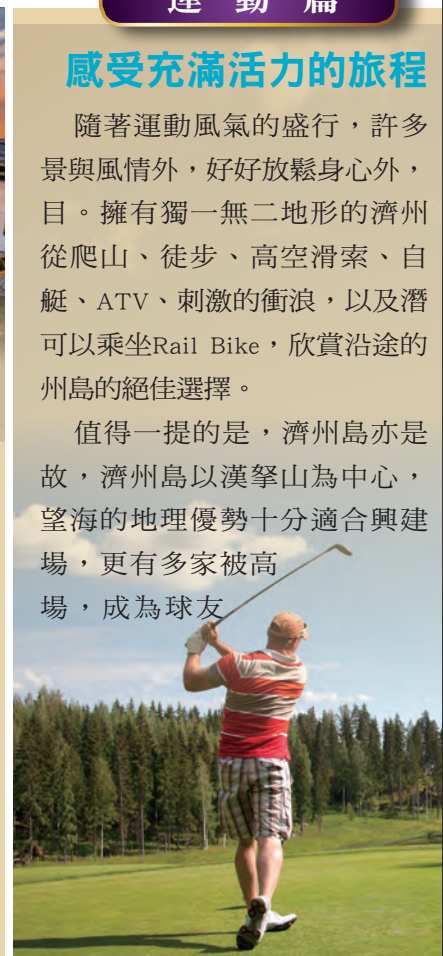 運動篇
感受充滿活力的旅程
隨著運動風氣的盛行，許多
景與風情外，好好放鬆身心外，
目。擁有獨一無二地形的濟州
從爬山、徒步、高空滑索、自
艇、ATV、刺激的衝浪，以及潛
可以乘坐Rail Bike，欣賞沿途的
州島的絕佳選擇。
值得一提的是，濟州島亦是
故，濟州島以漢拏山為中心，
望海的地理優勢十分適合興建
場，更有多家被高
場，成為球友